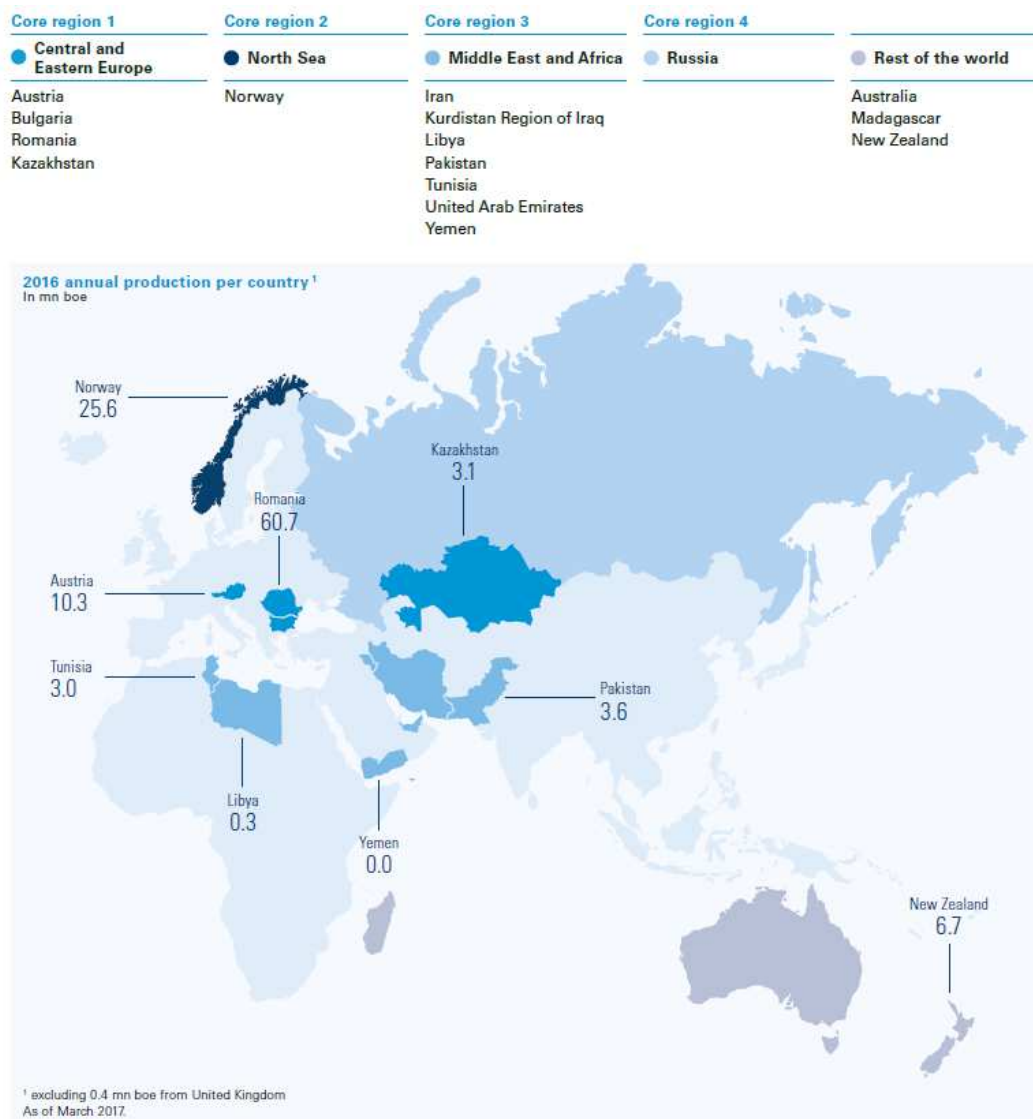 Core region 1
Central and
Eastern Europe
Austria
Bulgaria
Romania
Kazakhstan
Core region 2
North Sea
Norway
Core region 3
Middle East and Africa
Iran
Kurdistan Region of Iraq
Libya
Pakistan
Tunisia
United Arab Emirates
Yemen
Core region 4
Russia
Rest of the world
Australia
Madagascar
New Zealand
2016 annual production per country ¹
In mn boe
Norway
25.6
Kazakhstan
3.1
Romania
60.7
Austria
10.3
Tunisia
3.0
Pakistan
3.6
Libya
0.3
Yemen
0.0
New Zealand
6.7
¹ excluding 0.4 mn boe from United Kingdom
As of March 2017.